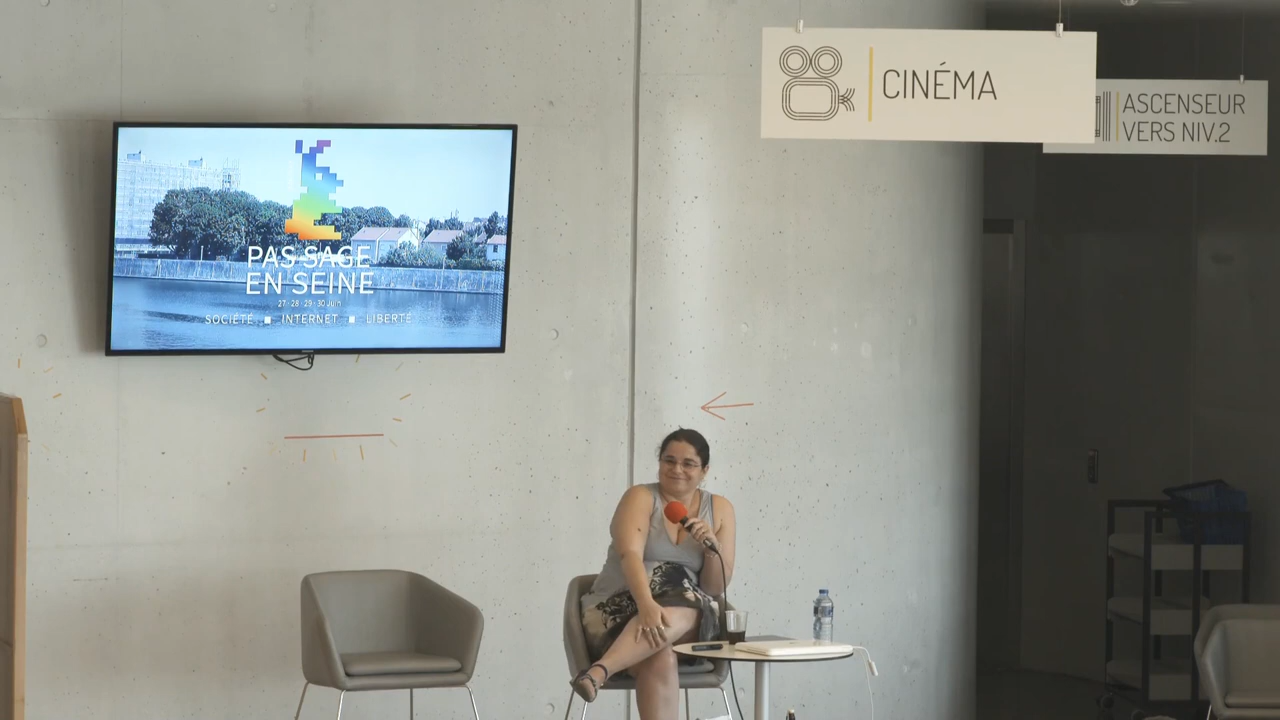 CINÉMA
ASCENSEUR
VERS NIV.2
PAS SAGE
EN SEINE
27 · 28 · 29 · 30 Juin
SOCIÉTÉ ■ INTERNET ■ LIBERTÉ